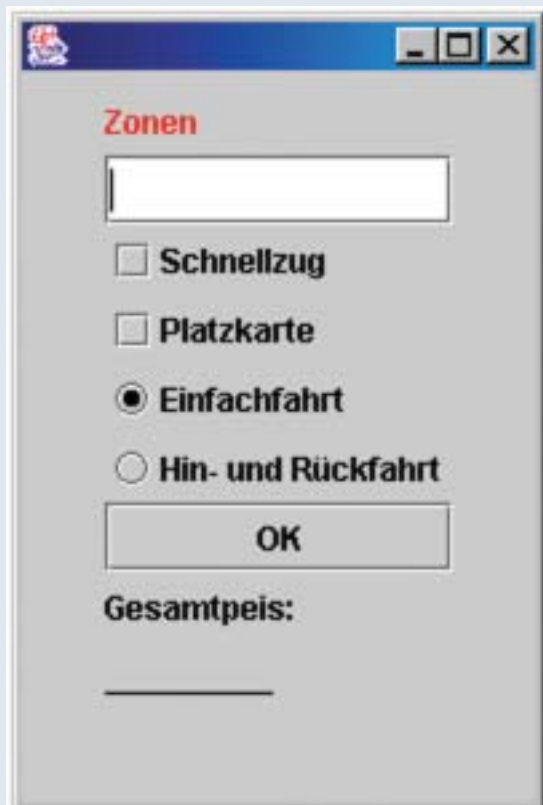 Zonen
Schnellzug
Platzkarte
Einfachfahrt
Hin- und Rückfahrt
OK
Gesamtpeis: